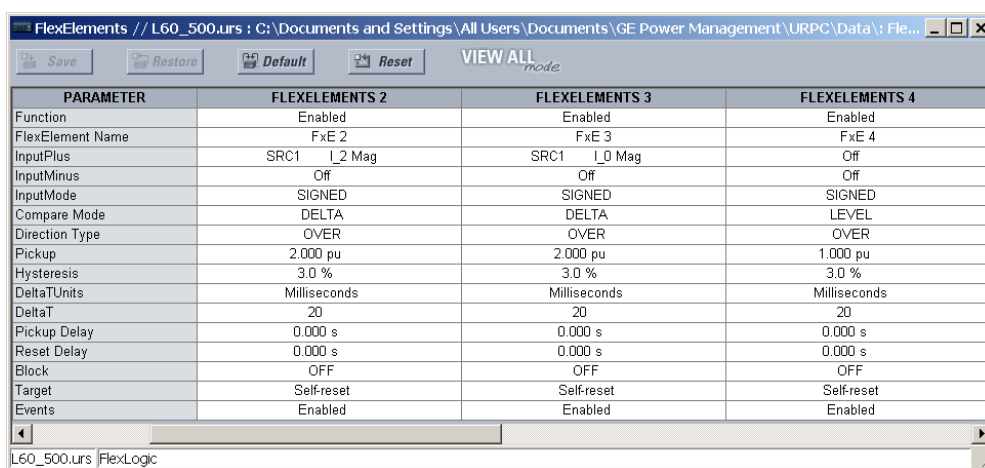 FlexElements // L60_500.urs : C:\Documents and Settings\All Users\Documents\GE Power Management\URPC\Data\: Fle...
Save Restore Default Reset VIEW ALL mode
PARAMETER FLEXELEMENTS 2 FLEXELEMENTS 3 FLEXELEMENTS 4
Function Enabled Enabled Enabled
FlexElement Name FxE 2 FxE 3 FxE 4
InputPlus SRC1 I_2 Mag SRC1 I_0 Mag Off
InputMinus Off Off Off
InputMode SIGNED SIGNED SIGNED
Compare Mode DELTA DELTA LEVEL
Direction Type OVER OVER OVER
Pickup 2.000 pu 2.000 pu 1.000 pu
Hysteresis 3.0 % 3.0 % 3.0 %
DeltaTUnits Milliseconds Milliseconds Milliseconds
DeltaT 20 20 20
Pickup Delay 0.000 s 0.000 s 0.000 s
Reset Delay 0.000 s 0.000 s 0.000 s
Block OFF OFF OFF
Target Self-reset Self-reset Self-reset
Events Enabled Enabled Enabled
L60_500.urs FlexLogic